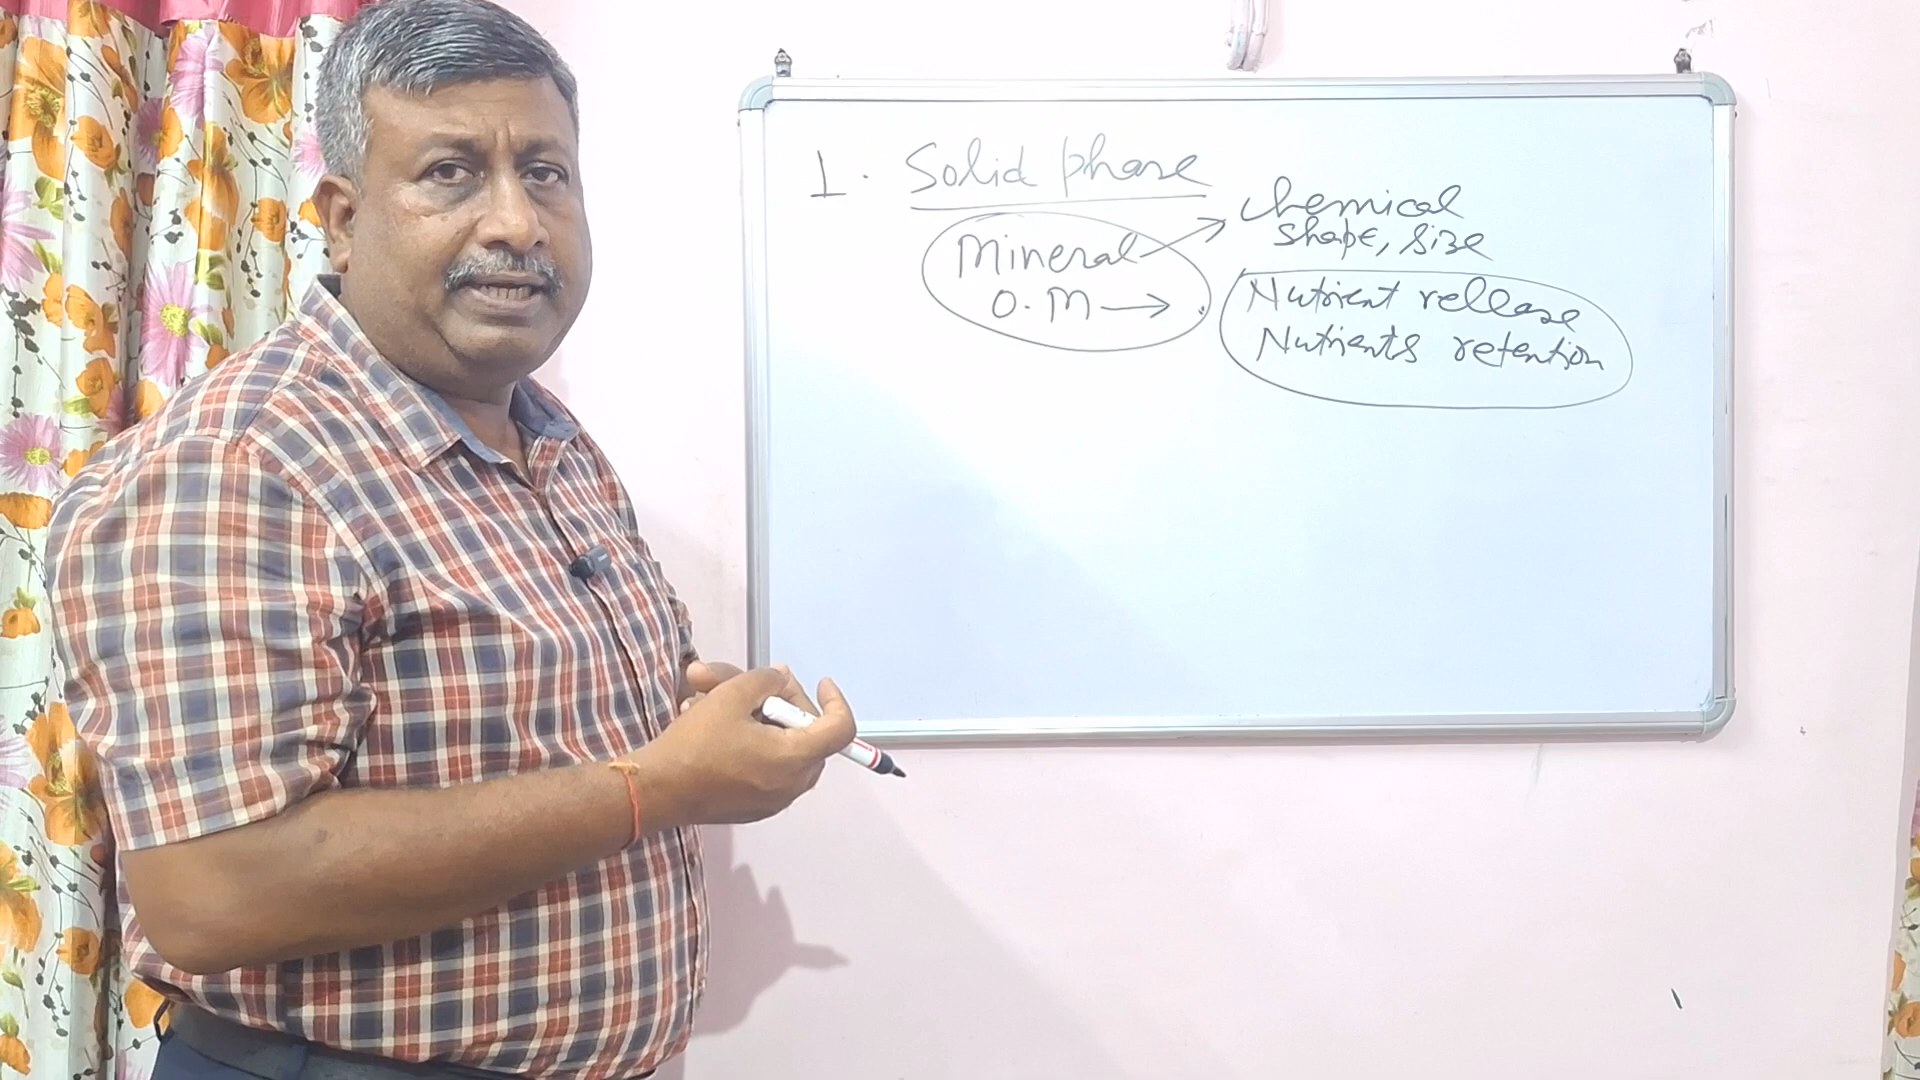 1. Solid phase
Mineral → chemical
shape, size
O.M →
Nutrient release
Nutrients retention